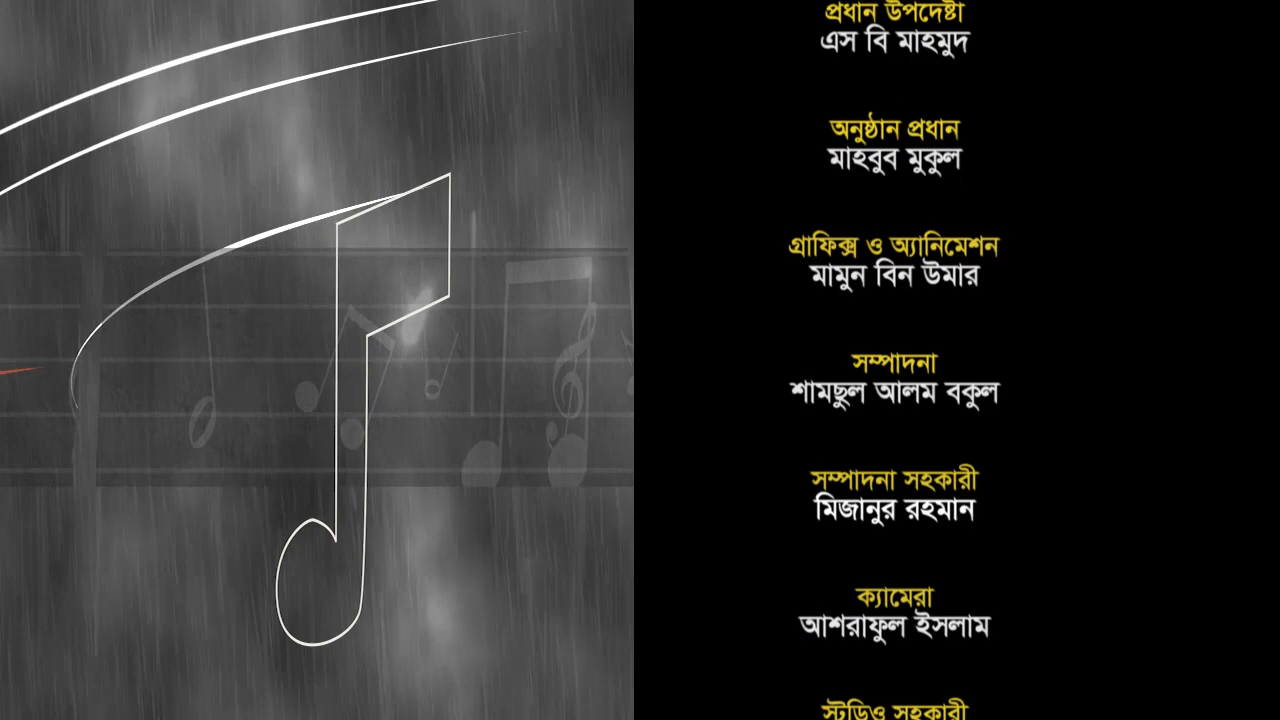 প্রধান উপদেষ্টা
এস বি মাহমুদ
অনুষ্ঠান প্রধান
মাহবুব মুকুল
গ্রাফিক্স ও অ্যানিমেশন
মামুন বিন উমার
সম্পাদনা
শামছুল আলম বকুল
সম্পাদনা সহকারী
মিজানুর রহমান
ক্যামেরা
আশরাফুল ইসলাম
স্টুডিও সহকারী